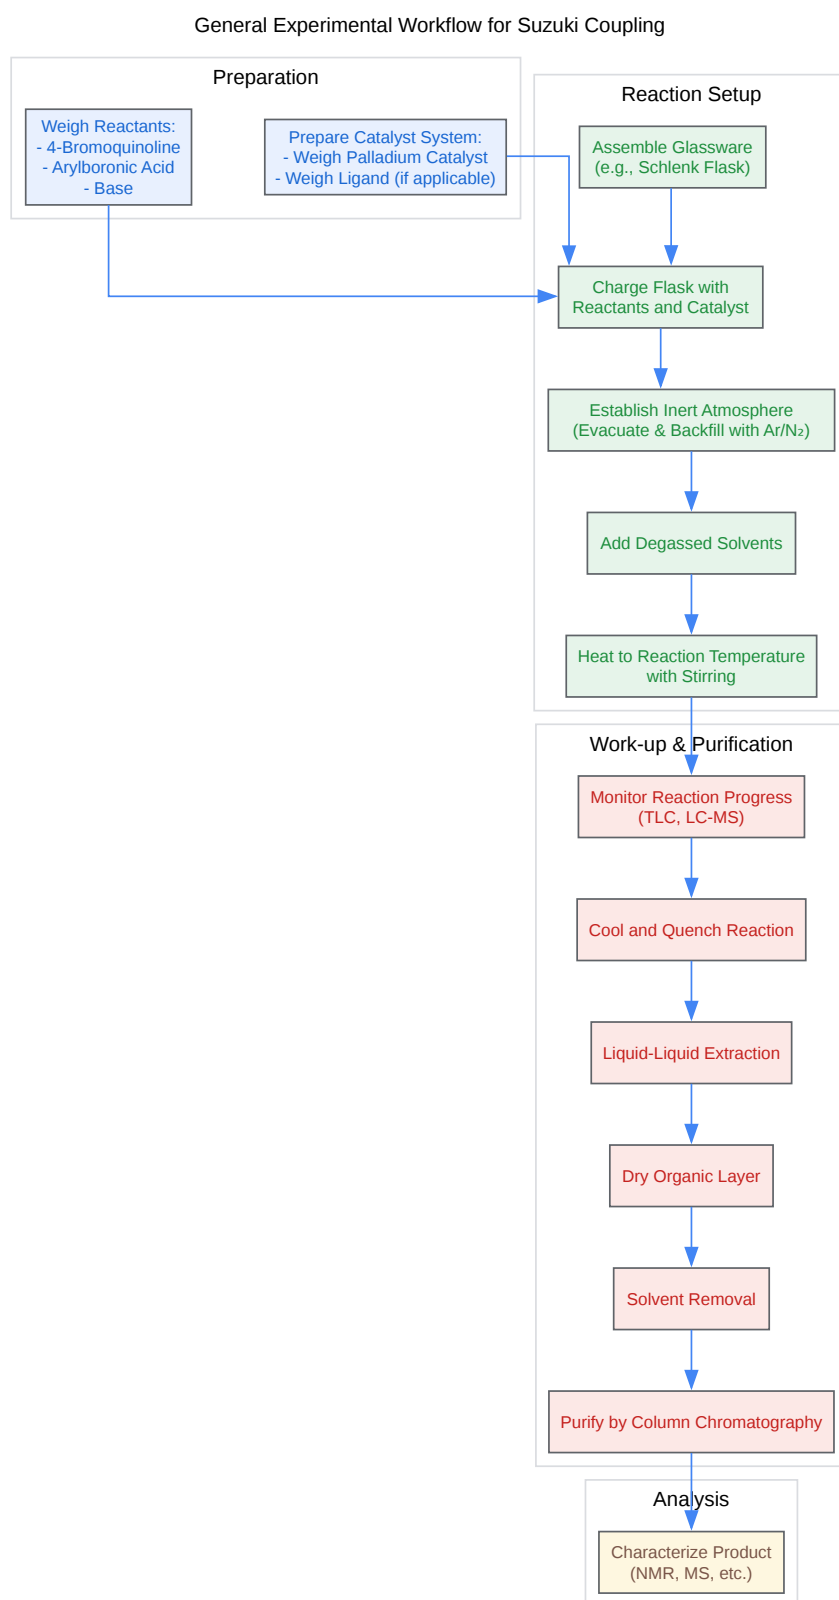 General Experimental Workflow for Suzuki Coupling
Preparation
Weigh Reactants:
- 4-Bromoquinoline
- Arylboronic Acid
- Base
Prepare Catalyst System:
- Weigh Palladium Catalyst
- Weigh Ligand (if applicable)
Reaction Setup
Assemble Glassware
(e.g., Schlenk Flask)
Charge Flask with
Reactants and Catalyst
Establish Inert Atmosphere
(Evacuate & Backfill with Ar/N₂)
Add Degassed Solvents
Heat to Reaction Temperature
with Stirring
Work-up & Purification
Monitor Reaction Progress
(TLC, LC-MS)
Cool and Quench Reaction
Liquid-Liquid Extraction
Dry Organic Layer
Solvent Removal
Purify by Column Chromatography
Analysis
Characterize Product
(NMR, MS, etc.)